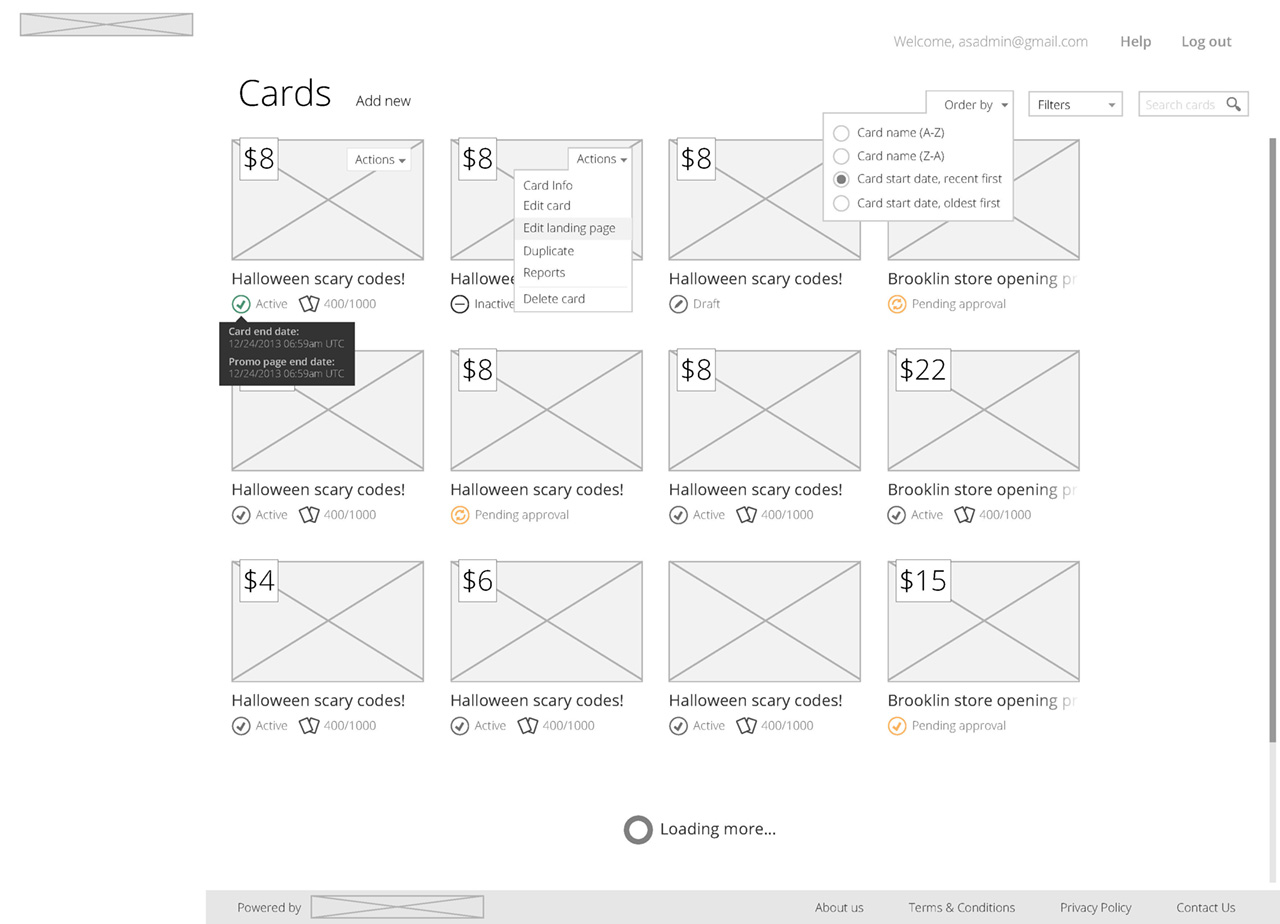 Welcome, asadmin@gmail.com Help Log out
Cards Add new
Order by Filters Search cards
Card name (A-Z)
Card name (Z-A)
Card start date, recent first
Card start date, oldest first
$8 Actions
$8 Actions
Card Info
Edit card
Edit landing page
Duplicate
Reports
Delete card
$8
Halloween scary codes!
Active 400/1000
Card end date:
12/24/2013 06:59am UTC
Promo page end date:
12/24/2013 06:59am UTC
Inactive
Halloween scary codes!
Draft
Brooklin store opening
Pending approval
$8
$8
$22
Halloween scary codes!
Active 400/1000
Halloween scary codes!
Pending approval
Halloween scary codes!
Active 400/1000
Brooklin store opening
Active 400/1000
$4
$6
$15
Halloween scary codes!
Active 400/1000
Halloween scary codes!
Active 400/1000
Halloween scary codes!
Active 400/1000
Brooklin store opening
Pending approval
Loading more...
Powered by
About us Terms & Conditions Privacy Policy Contact Us